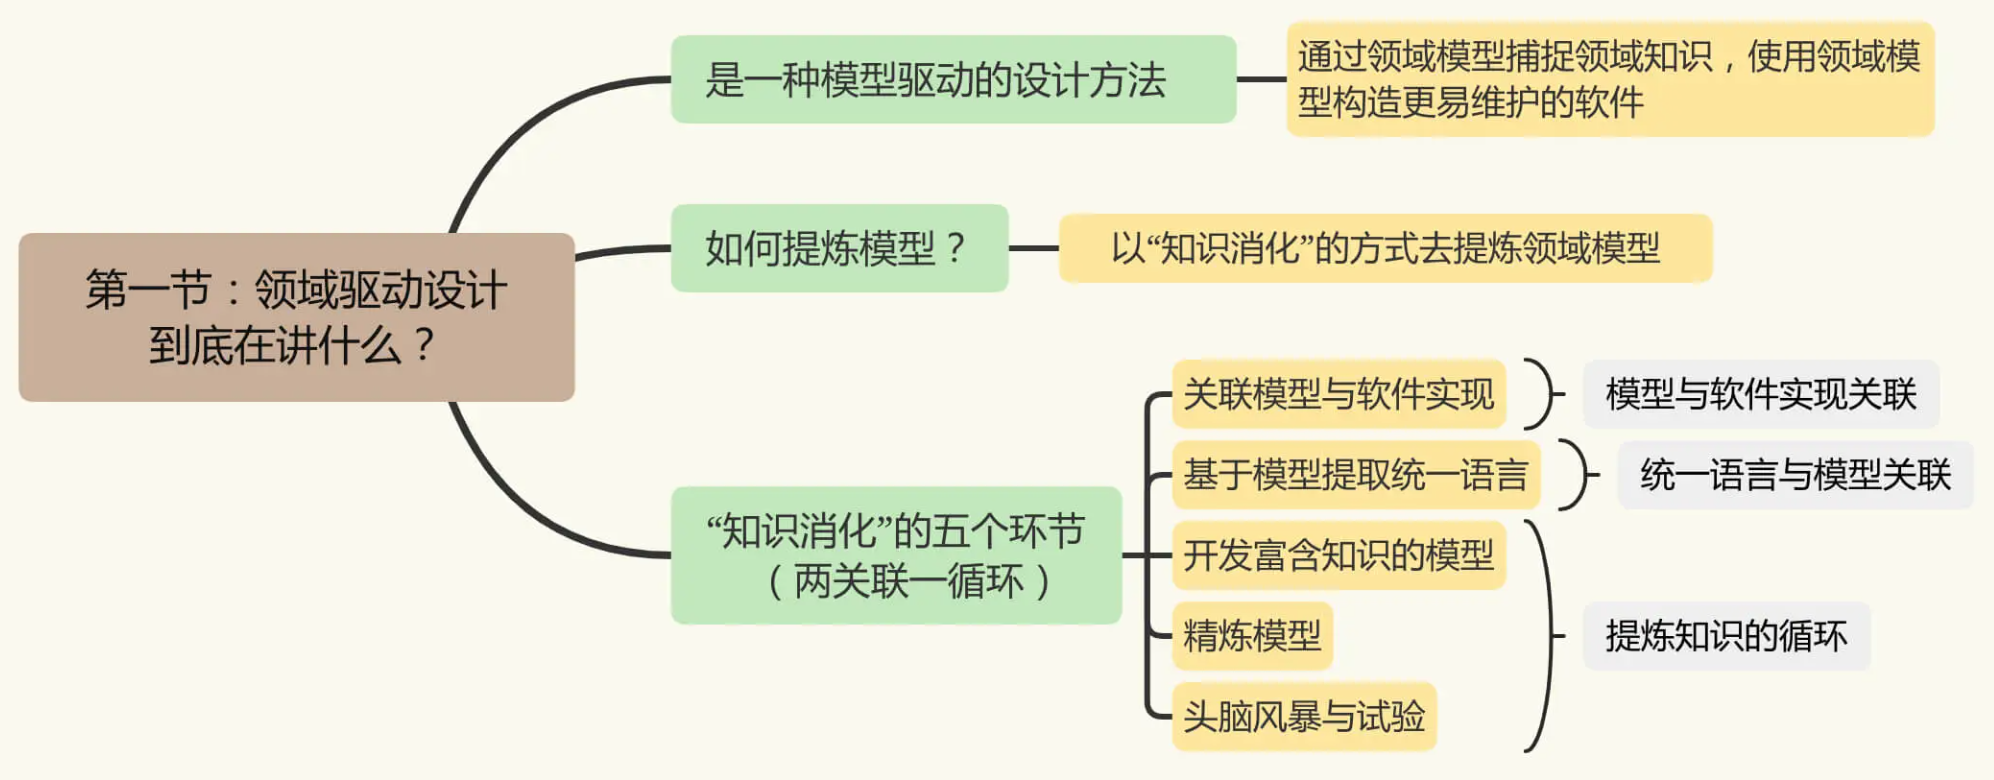 第一节：领域驱动设计
到底在讲什么？
是一种模型驱动的设计方法
通过领域模型捕捉领域知识，使用领域模
型构造更易维护的软件
如何提炼模型？
以“知识消化”的方式去提炼领域模型
“知识消化”的五个环节
（两关联一循环）
关联模型与软件实现
模型与软件实现关联
基于模型提取统一语言
统一语言与模型关联
开发富含知识的模型
精炼模型
头脑风暴与试验
提炼知识的循环